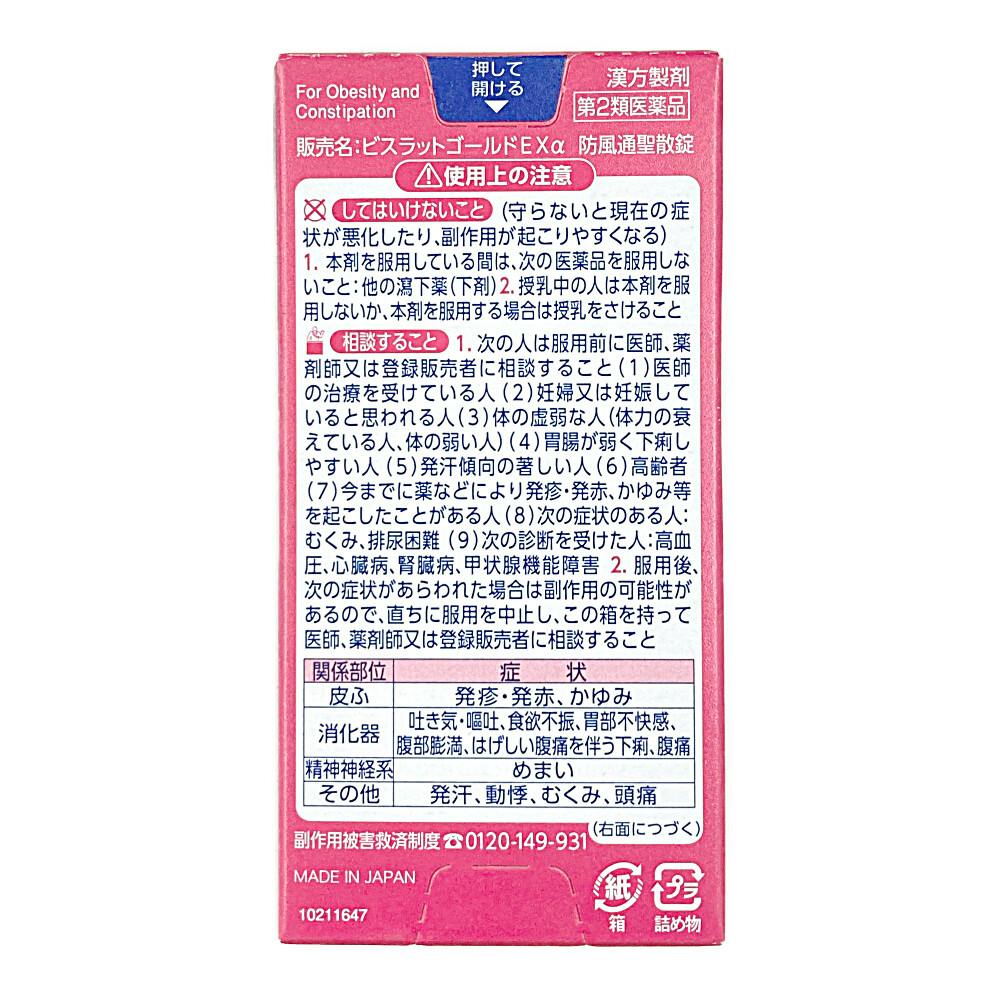 For Obesity and
Constipation
押して
開ける
漢方製剤
第2類医薬品
販売名:ビスラットゴールドEXα 防風通聖散錠
使用上の注意
してはいけないこと (守らないと現在の症
状が悪化したり、副作用が起こりやすくなる)
1. 本剤を服用している間は、次の医薬品を服用しな
いこと:他の瀉下薬(下剤) 2. 授乳中の人は本剤を服
用しないか、本剤を服用する場合は授乳をさけること
相談すること 1. 次の人は服用前に医師、薬
剤師又は登録販売者に相談すること (1)医師
の治療を受けている人 (2)妊婦又は妊娠して
いると思われる人 (3)体の虚弱な人(体力の衰
えている人、体の弱い人) (4)胃腸が弱く下痢し
やすい人 (5)発汗傾向の著しい人 (6)高齢者
(7)今までに薬などにより発疹・発赤、かゆみ等
を起こしたことがある人 (8)次の症状のある人:
むくみ、排尿困難 (9)次の診断を受けた人:高血
圧、心臓病、腎臓病、甲状腺機能障害 2. 服用後、
次の症状があらわれた場合は副作用の可能性が
あるので、直ちに服用を中止し、この箱を持って
医師、薬剤師又は登録販売者に相談すること
関係部位 症状
皮ふ 発疹・発赤、かゆみ
消化器 吐き気・嘔吐、食欲不振、胃部不快感、
腹部膨満、はげしい腹痛を伴う下痢、腹痛
精神神経系 めまい
その他 発汗、動悸、むくみ、頭痛
(右面につづく)
副作用被害救済制度☎0120-149-931
MADE IN JAPAN
10211647
紙
箱
プラ
詰め物